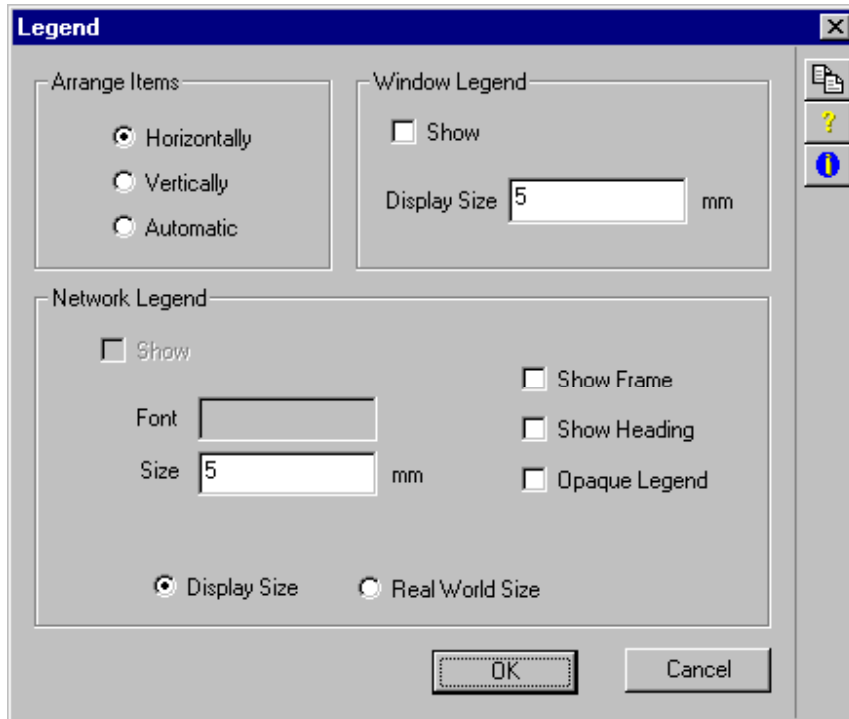 Legend
Arrange Items
Horizontally
Vertically
Automatic
Window Legend
Show
Display Size 5 mm
Network Legend
Show
Font
Size 5 mm
Show Frame
Show Heading
Opaque Legend
Display Size Real World Size
OK Cancel